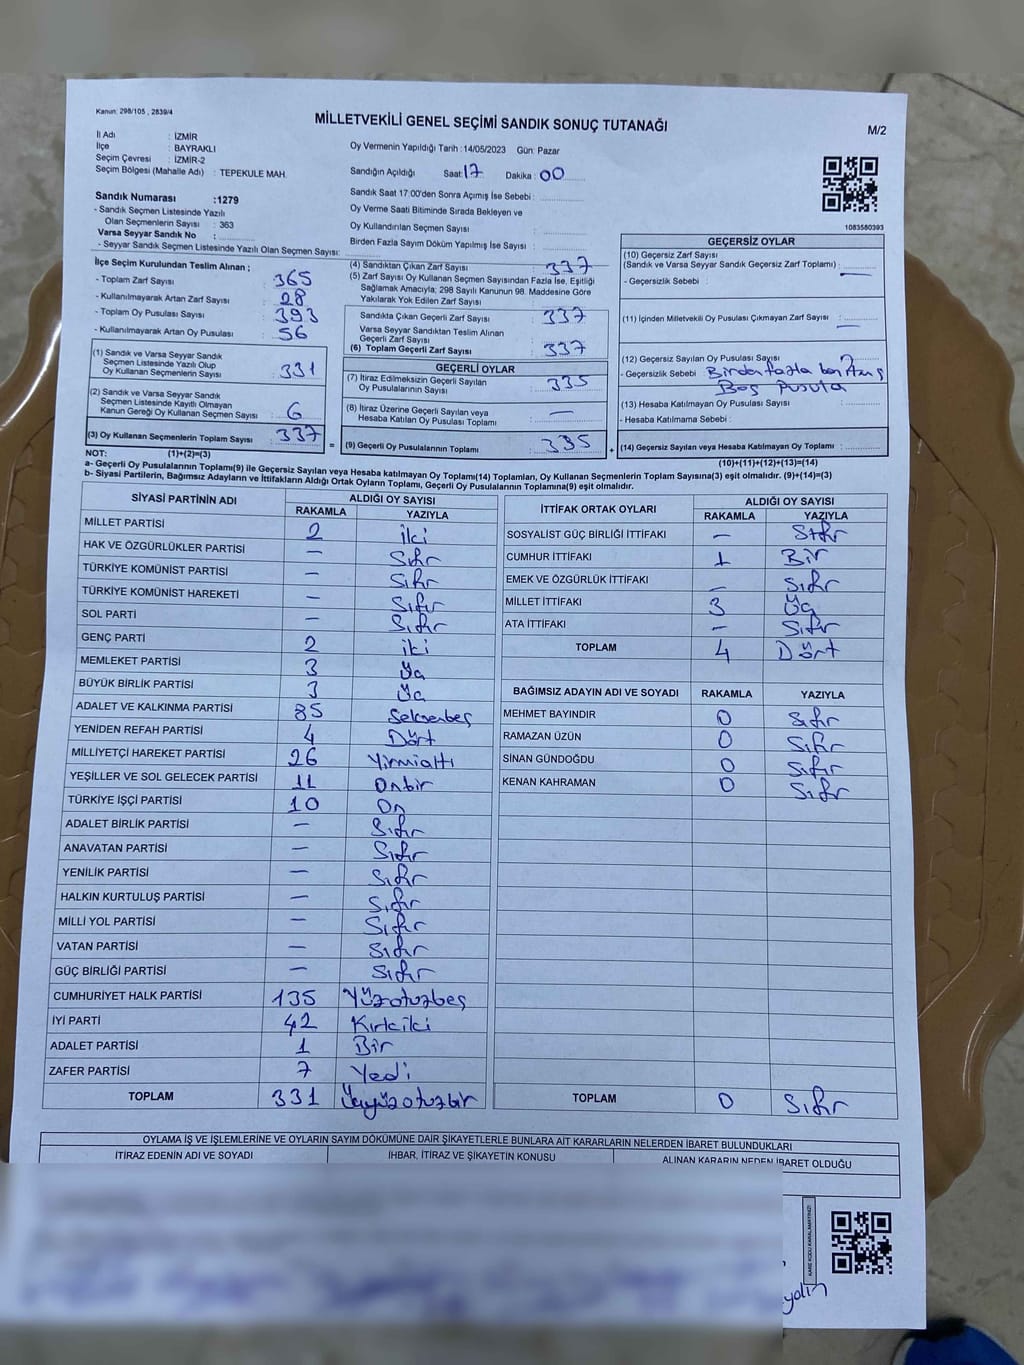 Kanun: 298/105 , 2839/4
MİLLETVEKİLİ GENEL SEÇİMİ SANDIK SONUÇ TUTANAĞI
M/2
İl Adı : İZMİR
İlçe : BAYRAKLI
Seçim Çevresi : İZMİR-2
Seçim Bölgesi (Mahalle Adı) : TEPEKULE MAH.
Oy Vermenin Yapıldığı Tarih : 14/05/2023 Gün: Pazar
Sandığın Açıldığı Saat: 17 Dakika : 00
Sandık Saat 17:00'den Sonra Açımış İse Sebebi :
Oy Verme Saati Bitiminde Sırada Bekleyen ve
Oy Kullandırılan Seçmen Sayısı :
Birden Fazla Sayım Döküm Yapılmış İse Sayısı :
1083580393
Sandık Numarası :1279
- Sandık Seçmen Listesinde Yazılı
Olan Seçmenlerin Sayısı : 363
Varsa Seyyar Sandık No :
- Seyyar Sandık Seçmen Listesinde Yazılı Olan Seçmen Sayısı:
İlçe Seçim Kurulundan Teslim Alınan ;
- Toplam Zarf Sayısı : 365
- Kullanılmayarak Artan Zarf Sayısı : 28
- Toplam Oy Pusulası Sayısı : 393
- Kullanılmayarak Artan Oy Pusulası : 56
(1) Sandık ve Varsa Seyyar Sandık
Seçmen Listesinde Yazılı Olup
Oy Kullanan Seçmenlerin Sayısı : 331
(2) Sandık ve Varsa Seyyar Sandık
Seçmen Listesinde Kayıtlı Olmayan
Kanun Gereği Oy Kullanan Seçmen Sayısı : 6
(3) Oy Kullanan Seçmenlerin Toplam Sayısı : 337
(4) Sandıktan Çıkan Zarf Sayısı : 337
(5) Zarf Sayısı Oy Kullanan Seçmen Sayısından Fazla İse, Eşitliği
Sağlamak Amacıyla; 298 Sayılı Kanunun 98. Maddesine Göre
Yakılarak Yok Edilen Zarf Sayısı :
Sandıkta Çıkan Geçerli Zarf Sayısı : 337
Varsa Seyyar Sandıktan Teslim Alınan
Geçerli Zarf Sayısı :
(6) Toplam Geçerli Zarf Sayısı : 337
GEÇERLİ OYLAR
(7) İtiraz Edilmeksizin Geçerli Sayılan
Oy Pusulalarının Sayısı : 335
(8) İtiraz Üzerine Geçerli Sayılan veya
Hesaba Katılan Oy Pusulası Toplamı : —
= (9) Geçerli Oy Pusulalarının Toplamı : 335
GEÇERSİZ OYLAR
(10) Geçersiz Zarf Sayısı
(Sandık ve Varsa Seyyar Sandık Geçersiz Zarf Toplamı) : —
- Geçersizlik Sebebi :
(11) İçinden Milletvekili Oy Pusulası Çıkmayan Zarf Sayısı : —
(12) Geçersiz Sayılan Oy Pusulası Sayısı :
- Geçersizlik Sebebi : Birden fazla
Boş Pusula
(13) Hesaba Katılmayan Oy Pusulası Sayısı :
- Hesaba Katılmama Sebebi :
+ (14) Geçersiz Sayılan veya Hesaba Katılmayan Oy Toplamı :
NOT: (1)+(2)=(3)
(10)+(11)+(12)+(13)=(14)
a- Geçerli Oy Pusulalarının Toplamı(9) ile Geçersiz Sayılan veya Hesaba katılmayan Oy Toplamı(14) Toplamları, Oy Kullanan Seçmenlerin Toplam Sayısına(3) eşit olmalıdır. (9)+(14)=(3)
b- Siyasi Partilerin, Bağımsız Adayların ve İttifakların Aldığı Ortak Oyların Toplamı, Geçerli Oy Pusulalarının Toplamına(9) eşit olmalıdır.
SİYASİ PARTİNİN ADI ALDIĞI OY SAYISI
RAKAMLA YAZIYLA
MİLLET PARTİSİ 2 İki
HAK VE ÖZGÜRLÜKLER PARTİSİ — Sıfır
TÜRKİYE KOMÜNİST PARTİSİ — Sıfır
TÜRKİYE KOMÜNİST HAREKETİ — Sıfır
SOL PARTİ — Sıfır
GENÇ PARTİ 2 iki
MEMLEKET PARTİSİ 3 Üç
BÜYÜK BİRLİK PARTİSİ 3 Üç
ADALET VE KALKINMA PARTİSİ 85 Seksenbeş
YENİDEN REFAH PARTİSİ 4 Dört
MİLLİYETÇİ HAREKET PARTİSİ 26 Yirmialtı
YEŞİLLER VE SOL GELECEK PARTİSİ 11 Onbir
TÜRKİYE İŞÇİ PARTİSİ 10 On
ADALET BİRLİK PARTİSİ — Sıfır
ANAVATAN PARTİSİ — Sıfır
YENİLİK PARTİSİ — Sıfır
HALKIN KURTULUŞ PARTİSİ — Sıfır
MİLLİ YOL PARTİSİ — Sıfır
VATAN PARTİSİ — Sıfır
GÜÇ BİRLİĞİ PARTİSİ — Sıfır
CUMHURİYET HALK PARTİSİ 135 Yüzotuzbeş
İYİ PARTİ 42 Kırkiki
ADALET PARTİSİ 1 Bir
ZAFER PARTİSİ 7 Yedi
TOPLAM 331 Üçyüzotuzbir
İTTİFAK ORTAK OYLARI ALDIĞI OY SAYISI
RAKAMLA YAZIYLA
SOSYALİST GÜÇ BİRLİĞİ İTTİFAKI — Sıfır
CUMHUR İTTİFAKI 1 Bir
EMEK VE ÖZGÜRLÜK İTTİFAKI — Sıfır
MİLLET İTTİFAKI 3 Üç
ATA İTTİFAKI — Sıfır
TOPLAM 4 Dört
BAĞIMSIZ ADAYIN ADI VE SOYADI RAKAMLA YAZIYLA
MEHMET BAYINDIR 0 Sıfır
RAMAZAN ÜZÜN 0 Sıfır
SİNAN GÜNDOĞDU 0 Sıfır
KENAN KAHRAMAN 0 Sıfır
TOPLAM 0 Sıfır
OYLAMA İŞ VE İŞLEMLERİNE VE OYLARIN SAYIM DÖKÜMÜNE DAİR ŞİKAYETLERLE BUNLARA AİT KARARLARIN NELERDEN İBARET BULUNDUKLARI
İTİRAZ EDENİN ADI VE SOYADI İHBAR, İTİRAZ VE ŞİKAYETİN KONUSU ALINAN KARARIN NEDEN İBARET OLDUĞU
KARE KODU KARALAMAYINIZ!